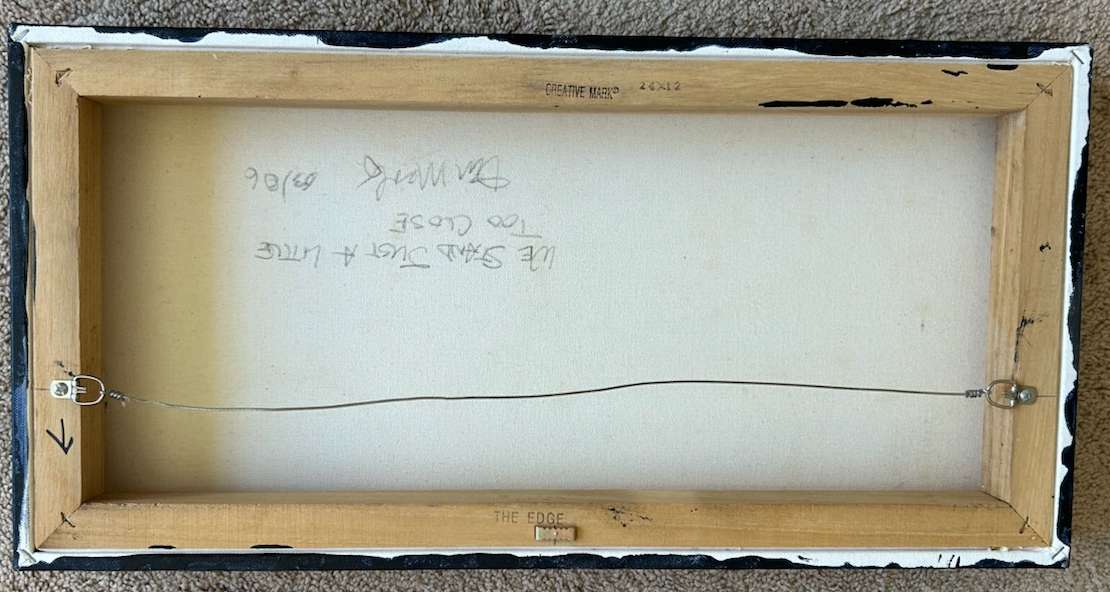 CREATIVE MARK® 24X12
WE STAND JUST A LITTLE
TOO CLOSE
03/06
THE EDGE